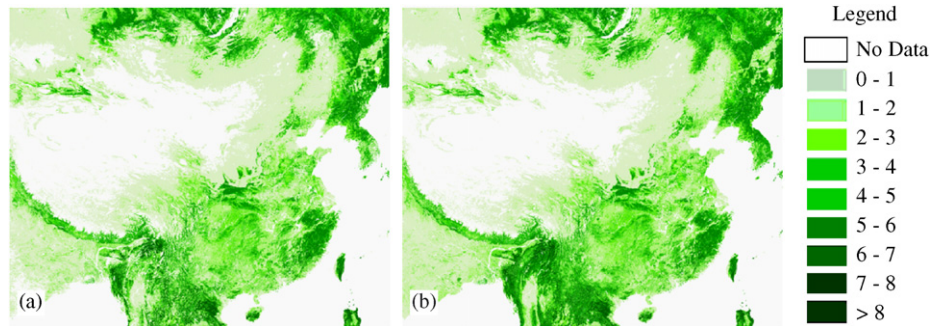 (a)
(b)
Legend
No Data
0 - 1
1 - 2
2 - 3
3 - 4
4 - 5
5 - 6
6 - 7
7 - 8
> 8